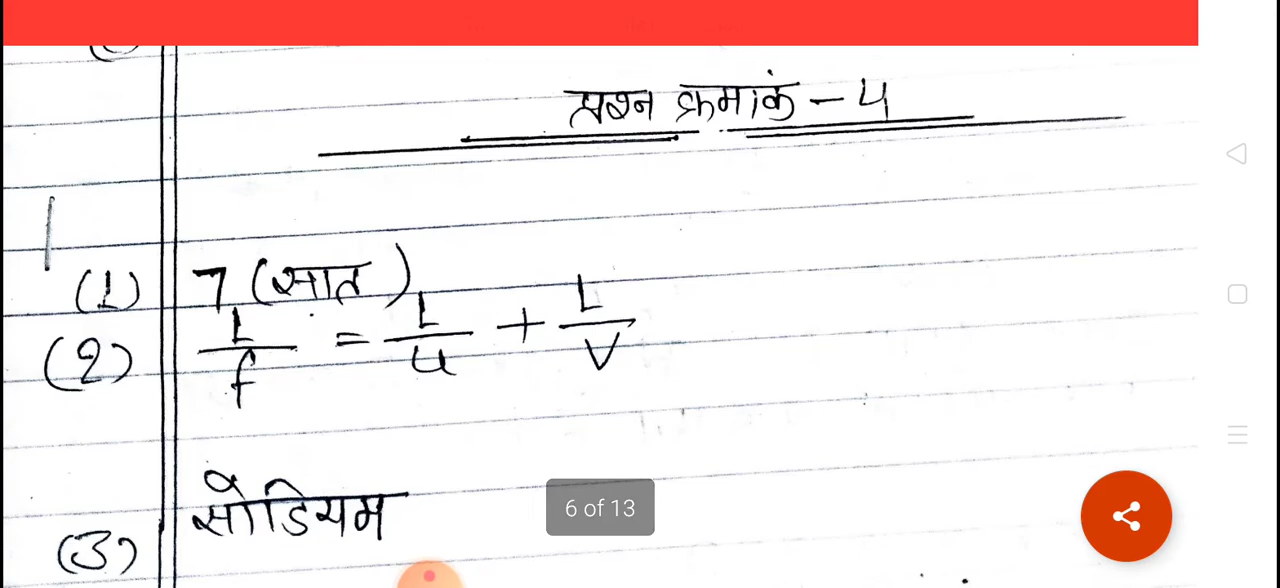 प्रश्न क्रमांक - 4
(1) 7 (सात)
(2) 1/f = 1/u + 1/v
(3) सोडियम
6 of 13